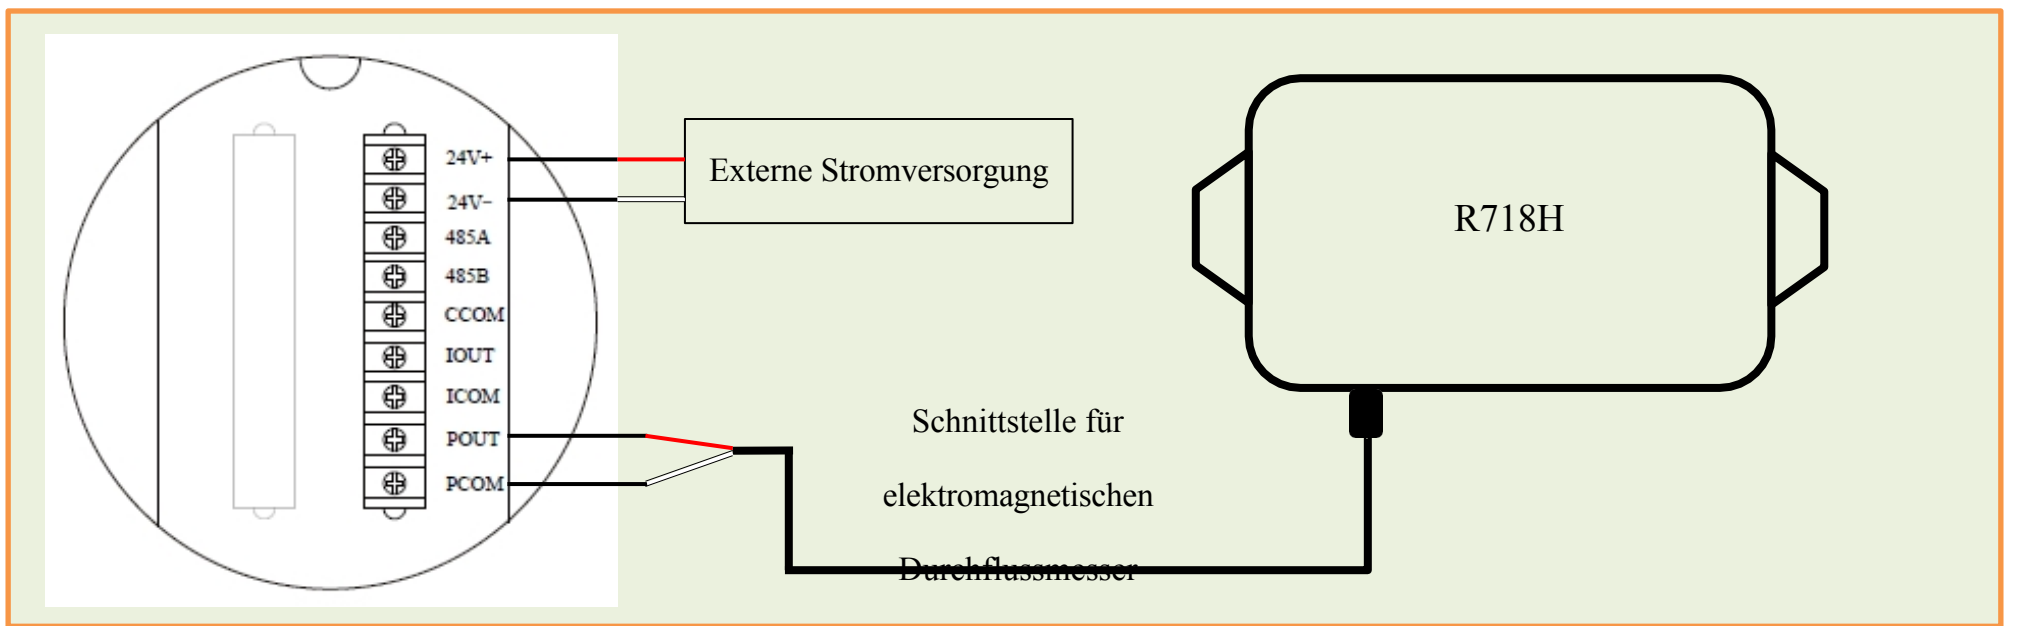 24V+
24V−
485A
485B
CCOM
IOUT
ICOM
POUT
PCOM
Externe Stromversorgung
R718H
Schnittstelle für
elektromagnetischen
Durchflussmesser